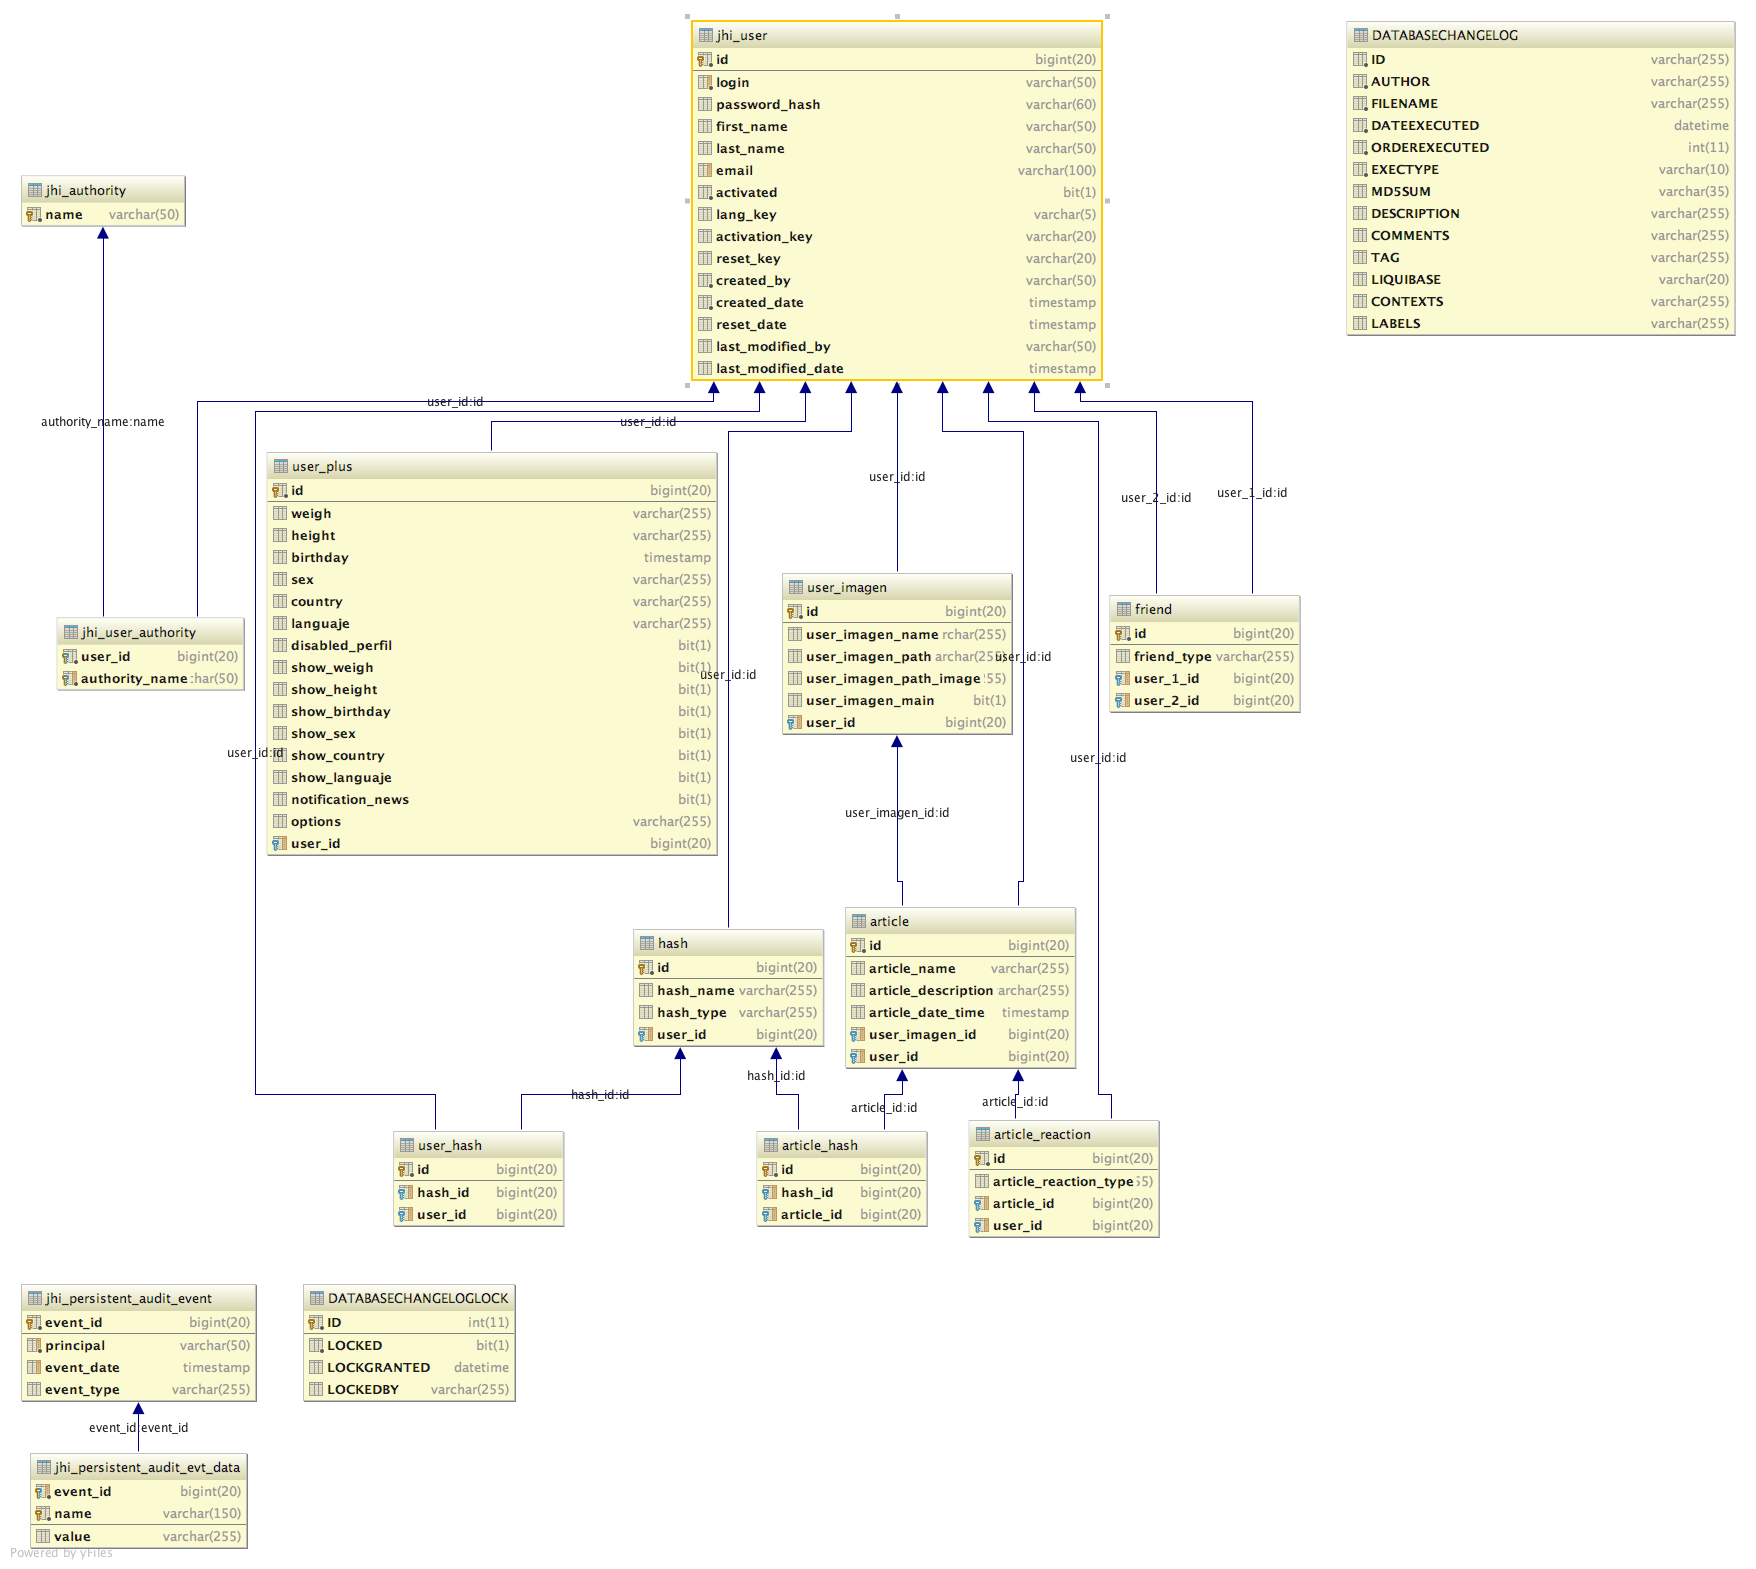 jhi_user
id bigint(20)
login varchar(50)
password_hash varchar(60)
first_name varchar(50)
last_name varchar(50)
email varchar(100)
activated bit(1)
lang_key varchar(5)
activation_key varchar(20)
reset_key varchar(20)
created_by varchar(50)
created_date timestamp
reset_date timestamp
last_modified_by varchar(50)
last_modified_date timestamp
DATABASECHANGELOG
ID varchar(255)
AUTHOR varchar(255)
FILENAME varchar(255)
DATEEXECUTED datetime
ORDEREXECUTED int(11)
EXECTYPE varchar(10)
MD5SUM varchar(35)
DESCRIPTION varchar(255)
COMMENTS varchar(255)
TAG varchar(255)
LIQUIBASE varchar(20)
CONTEXTS varchar(255)
LABELS varchar(255)
jhi_authority
name varchar(50)
user_id:id
authority_name:name
user_id:id
user_id:id
user_2_id:id
user_1_id:id
user_plus
id bigint(20)
weigh varchar(255)
height varchar(255)
birthday timestamp
sex varchar(255)
country varchar(255)
languaje varchar(255)
disabled_perfil bit(1)
show_weigh bit(1)
show_height bit(1)
show_birthday bit(1)
show_sex bit(1)
show_country bit(1)
show_languaje bit(1)
notification_news bit(1)
options varchar(255)
user_id bigint(20)
user_imagen
id bigint(20)
user_imagen_name rchar(255)
user_imagen_path archar(255)
user_imagen_path_image 55)
user_imagen_main bit(1)
user_id bigint(20)
friend
id bigint(20)
friend_type varchar(255)
user_1_id bigint(20)
user_2_id bigint(20)
jhi_user_authority
user_id bigint(20)
authority_name char(50)
user_id:id
user_id:id
user_id:id
user_id:id
user_imagen_id:id
hash
id bigint(20)
hash_name varchar(255)
hash_type varchar(255)
user_id bigint(20)
article
id bigint(20)
article_name varchar(255)
article_description archar(255)
article_date_time timestamp
user_imagen_id bigint(20)
user_id bigint(20)
hash_id:id
hash_id:id
article_id:id
article_id:id
user_hash
id bigint(20)
hash_id bigint(20)
user_id bigint(20)
article_hash
id bigint(20)
hash_id bigint(20)
article_id bigint(20)
article_reaction
id bigint(20)
article_reaction_type 55)
article_id bigint(20)
user_id bigint(20)
jhi_persistent_audit_event
event_id bigint(20)
principal varchar(50)
event_date timestamp
event_type varchar(255)
DATABASECHANGELOGLOCK
ID int(11)
LOCKED bit(1)
LOCKGRANTED datetime
LOCKEDBY varchar(255)
event_id:event_id
jhi_persistent_audit_evt_data
event_id bigint(20)
name varchar(150)
value varchar(255)
Powered by yFiles